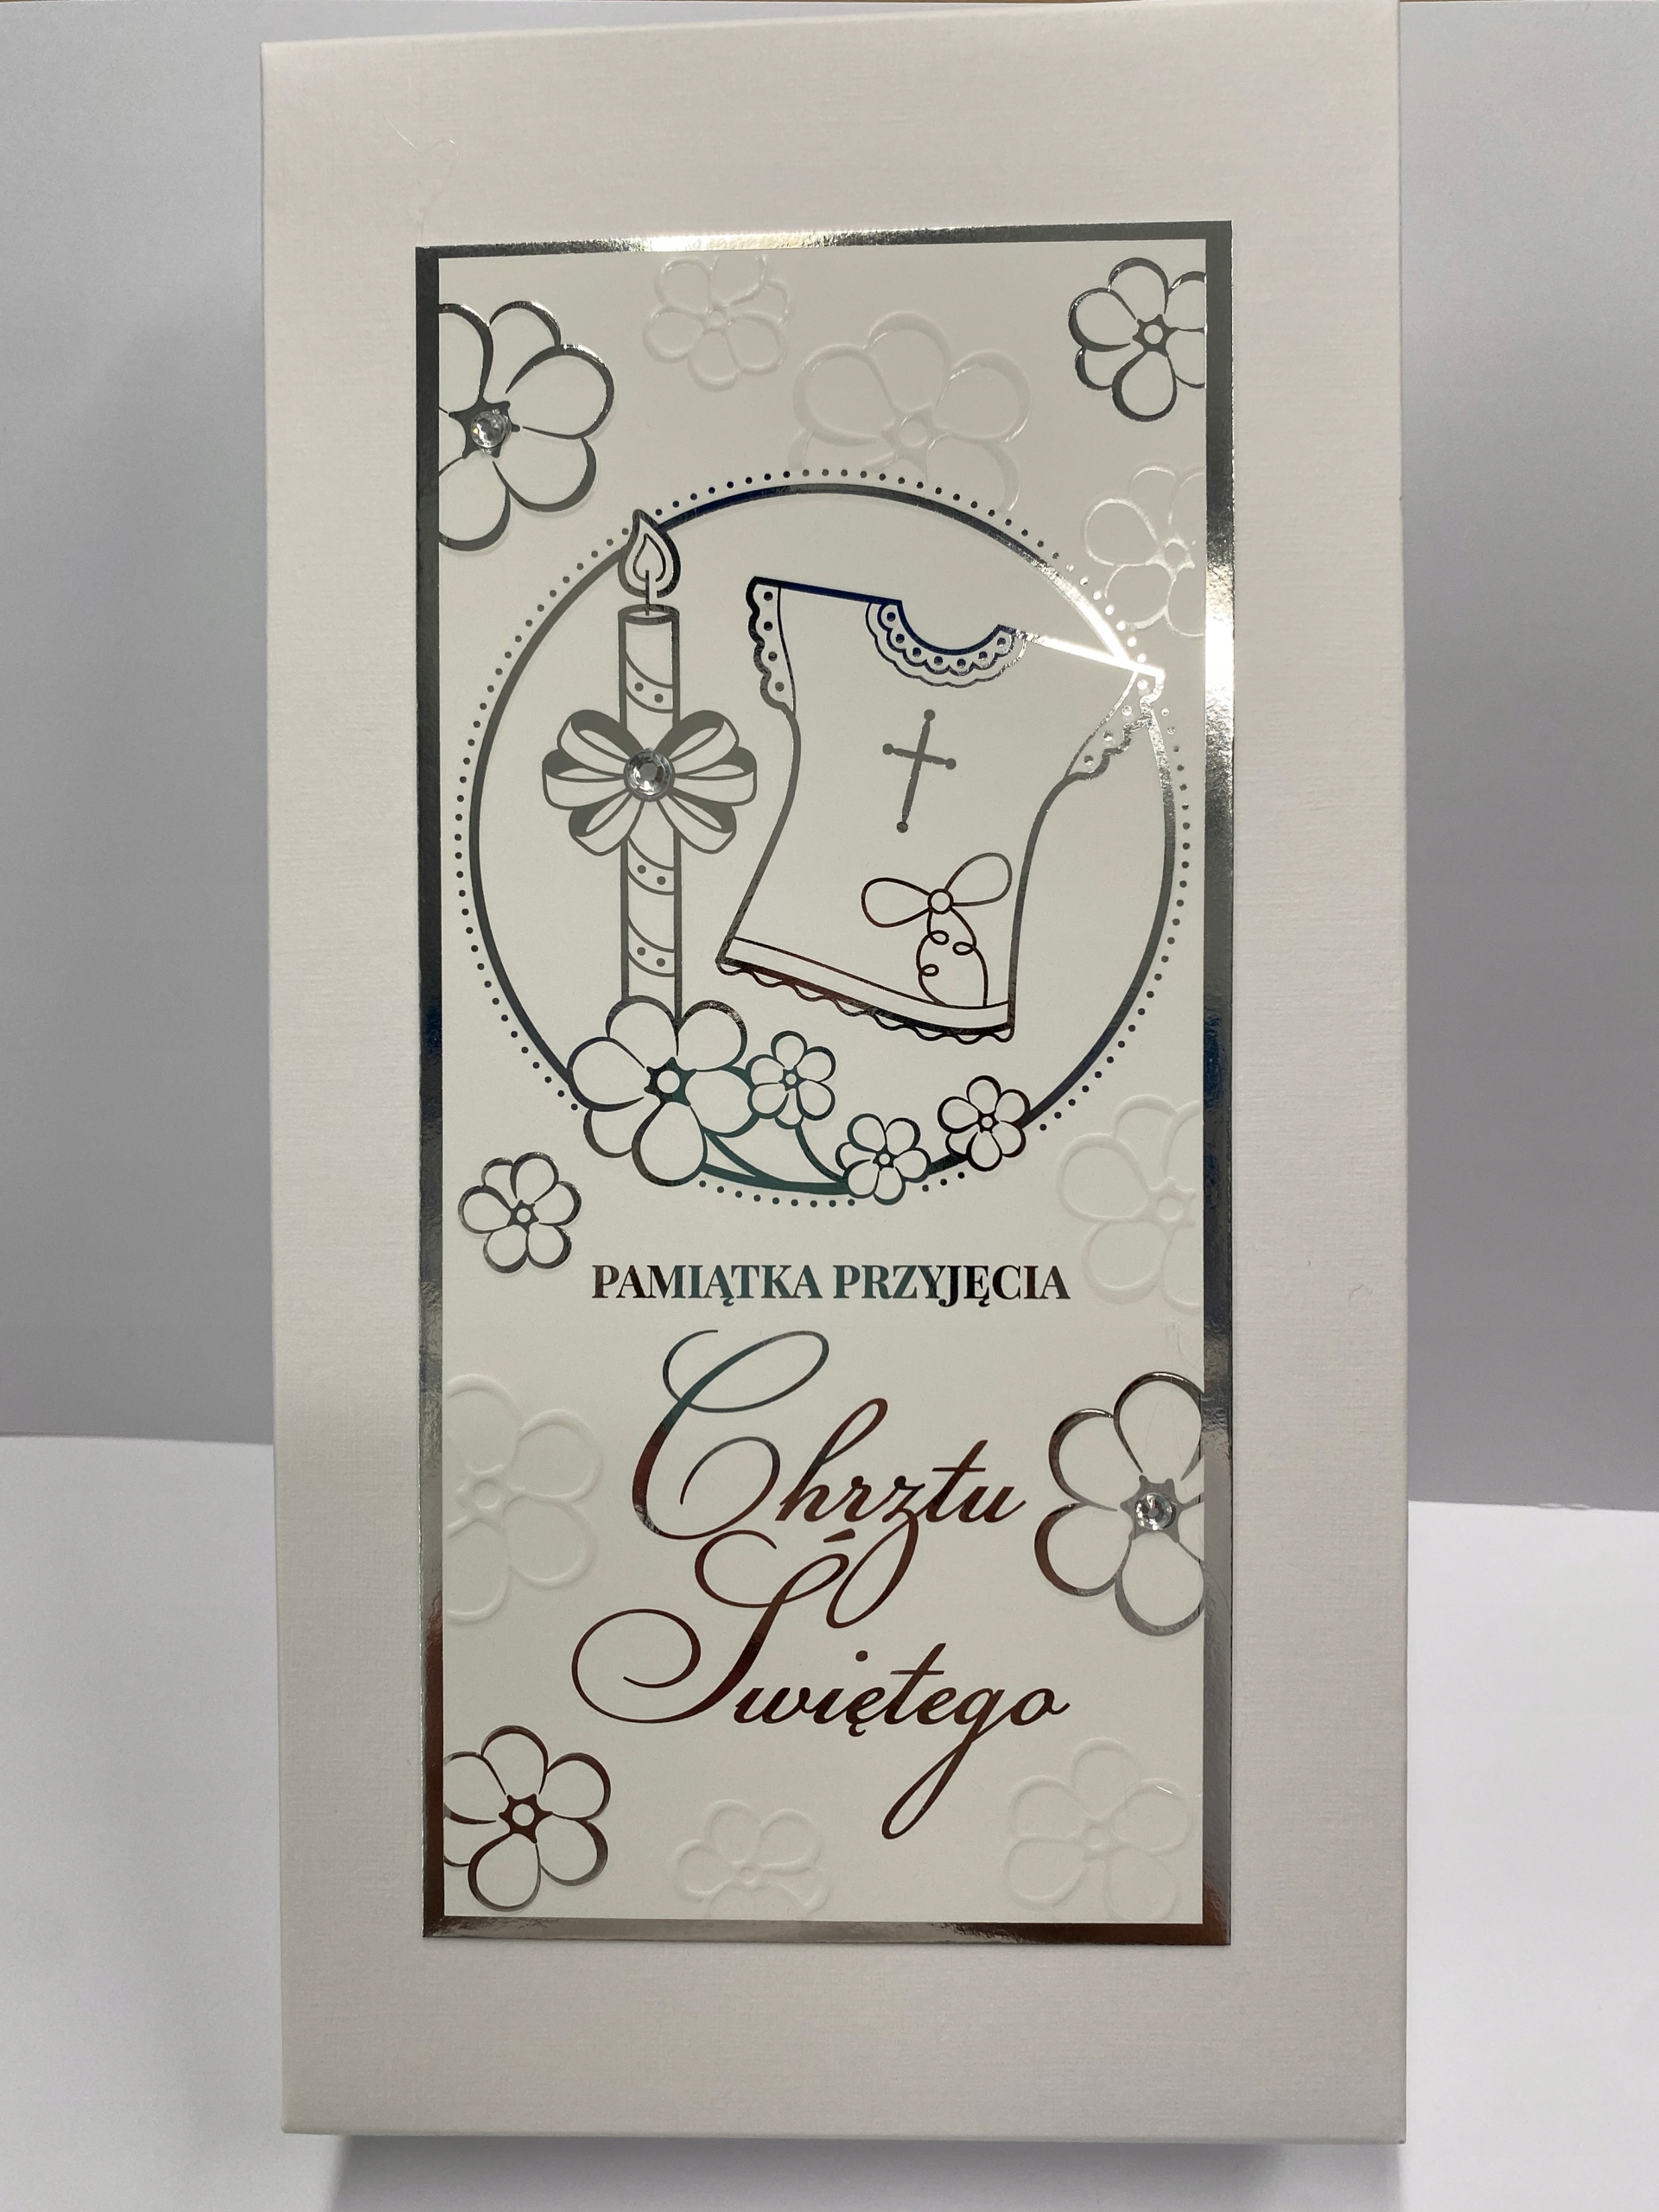 PAMIĄTKA PRZYJĘCIA
Chrztu
Świętego